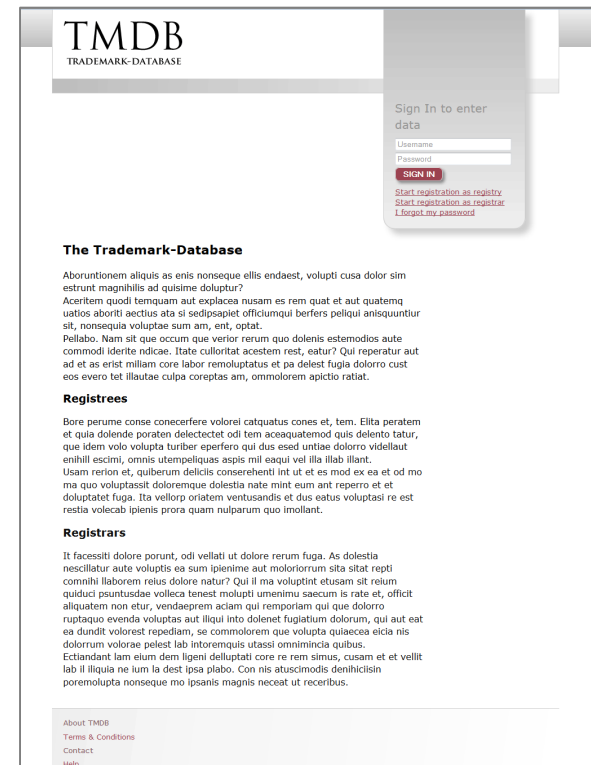 TMDB
TRADEMARK-DATABASE
Sign In to enter
data
Username
Password
SIGN IN
Start registration as registry
Start registration as registrar
I forgot my password
The Trademark-Database
Aboruntionem aliquis as enis nonseque ellis endaest, volupti cusa dolor sim
estrunt magnihilis ad quisime doluptur?
Aceritem quodi temquam aut explacea nusam es rem quat et aut quatemq
uatios aboriti aectius ata si sedipsapiet officiumqui berfers peliqui anisquuntiur
sit, nonsequia voluptae sum am, ent, optat.
Pellabo. Nam sit que occum que verior rerum quo dolenis estemodios aute
commodi iderite ndicae. Itate culloritat acestem rest, eatur? Qui reperatur aut
ad et as erist miliam core labor remoluptatus et pa delest fugia dolorro cust
eos evero tet illautae culpa coreptas am, ommolorem apictio ratiat.
Registrees
Bore perume conse conecerfere volorei catquatus cones et, tem. Elita peratem
et quia dolende poraten delectectet odi tem aceaquatemod quis delento tatur,
que idem volo volupta turiber eperfero qui dus esed untiae dolorro videllaut
enihill escimi, omnis utempeliquas aspis mil eaqui vel illa illab illant.
Usam rerion et, quiberum deliciis conserehenti int ut et es mod ex ea et od mo
ma quo voluptassit doloremque dolestia nate mint eum ant reperro et et
doluptatet fuga. Ita vellorp oriatem ventusandis et dus eatus voluptasi re est
restia volecab ipienis prora quam nulparum quo imollant.
Registrars
It facessiti dolore porunt, odi vellati ut dolore rerum fuga. As dolestia
nescillatur aute voluptis ea sum ipienime aut moloriorrum sita sitat repti
comnihi llaborem reius dolore natur? Qui il ma voluptint etusam sit reium
quiduci psuntusdae volleca tenest molupti umenimu saecum is rate et, officit
aliquatem non etur, vendaeprem aciam qui remporiam qui que dolorro
ruptaquo evenda voluptas aut iliqui into dolenet fugiatium dolorum, qui aut eat
ea dundit volorest repediam, se commolorem que volupta quiaecea eicia nis
dolorrum volorae pelest lab intoremquis utassi omnimincia quibus.
Ectiandant lam eium dem ligeni delluptati core re rem simus, cusam et et vellit
lab il iliquia ne ium la dest ipsa plabo. Con nis atuscimodis denihiciisin
poremolupta nonseque mo ipsanis magnis neceat ut receribus.
About TMDB
Terms & Conditions
Contact
Help